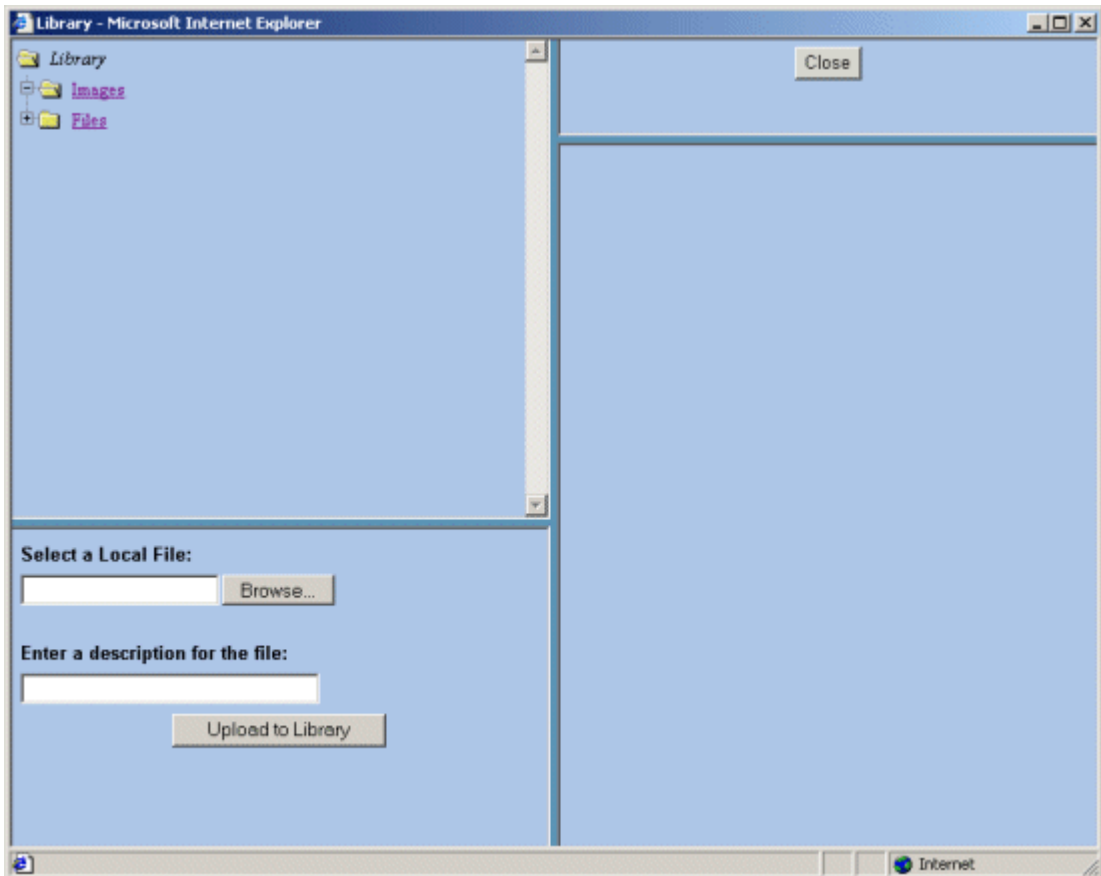 Library - Microsoft Internet Explorer
Library
Images
Files
Close
Select a Local File:
Browse...
Enter a description for the file:
Upload to Library
Internet